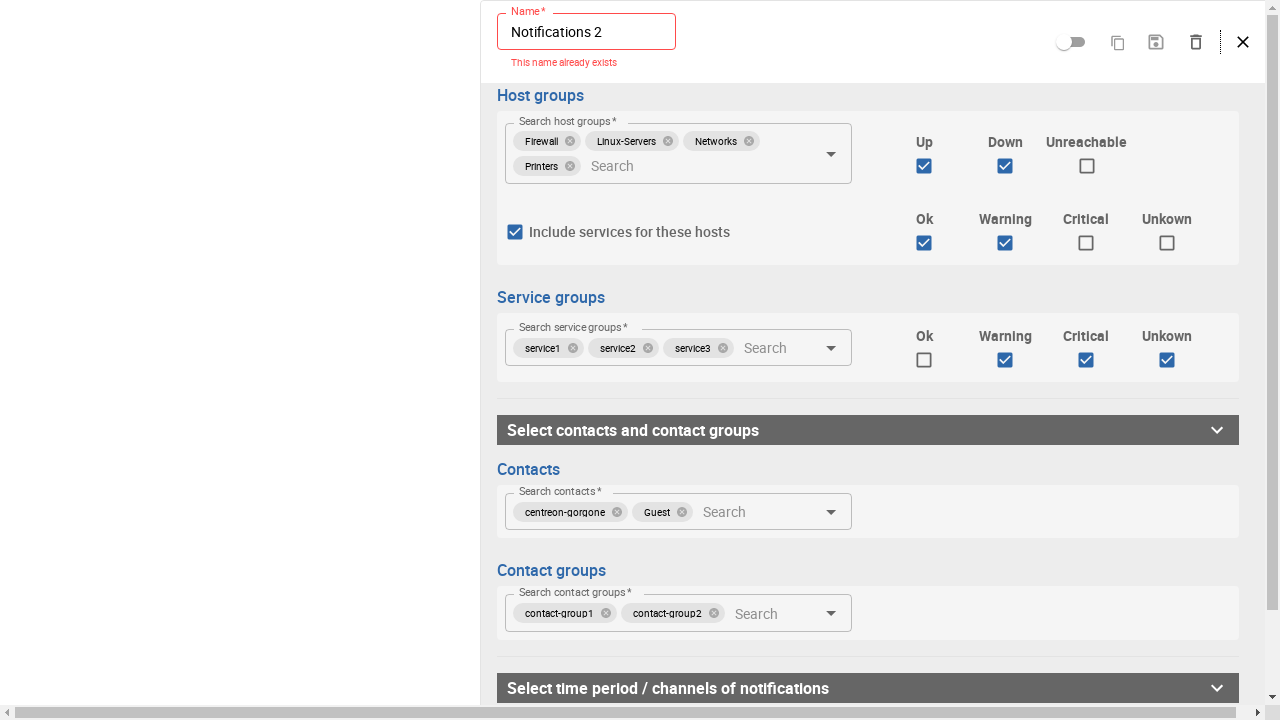 Name *
Notifications 2
This name already exists
Host groups
Search host groups *
Firewall Linux-Servers Networks
Printers Search
Up Down Unreachable
Include services for these hosts
Ok Warning Critical Unkown
Service groups
Search service groups *
service1 service2 service3 Search
Ok Warning Critical Unkown
Select contacts and contact groups
Contacts
Search contacts *
centreon-gorgone Guest Search
Contact groups
Search contact groups *
contact-group1 contact-group2 Search
Select time period / channels of notifications